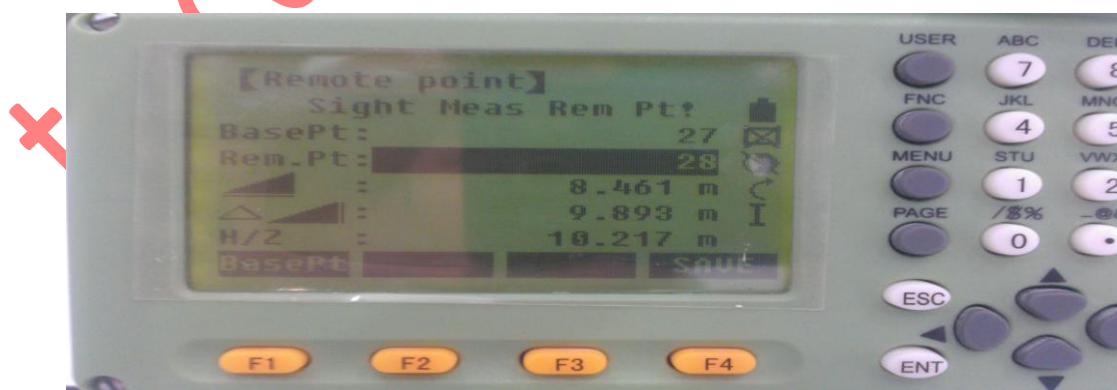 【Remote point】
Sight Meas Rem Pt!
BasePt: 27
Rem.Pt: 28
: 8.461 m
: 9.893 m
H/Z : 10.217 m
BasePt SAVE
F1 F2 F3 F4
USER ABC
7 8
FNC JKL MNO
4 5
MENU STU VWX
1 2
PAGE /$% _@&
0 .
ESC
ENT